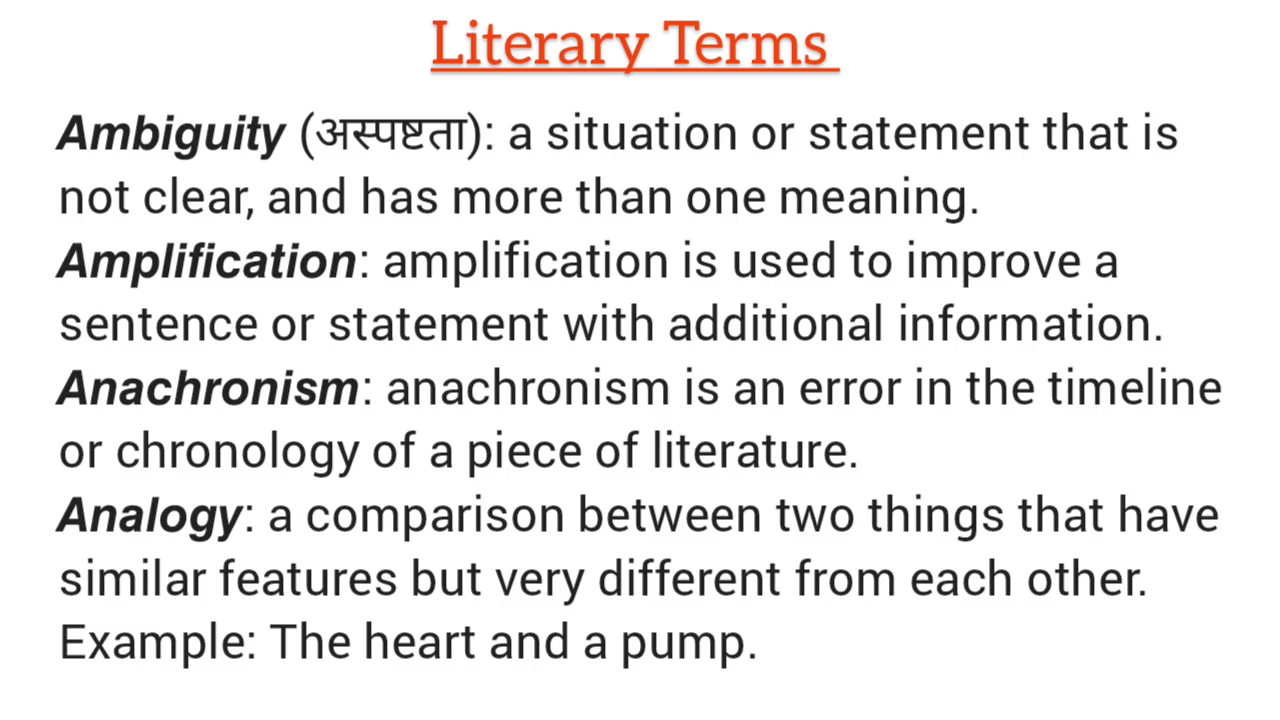 Literary Terms
Ambiguity (अस्पष्टता): a situation or statement that is
not clear, and has more than one meaning.
Amplification: amplification is used to improve a
sentence or statement with additional information.
Anachronism: anachronism is an error in the timeline
or chronology of a piece of literature.
Analogy: a comparison between two things that have
similar features but very different from each other.
Example: The heart and a pump.